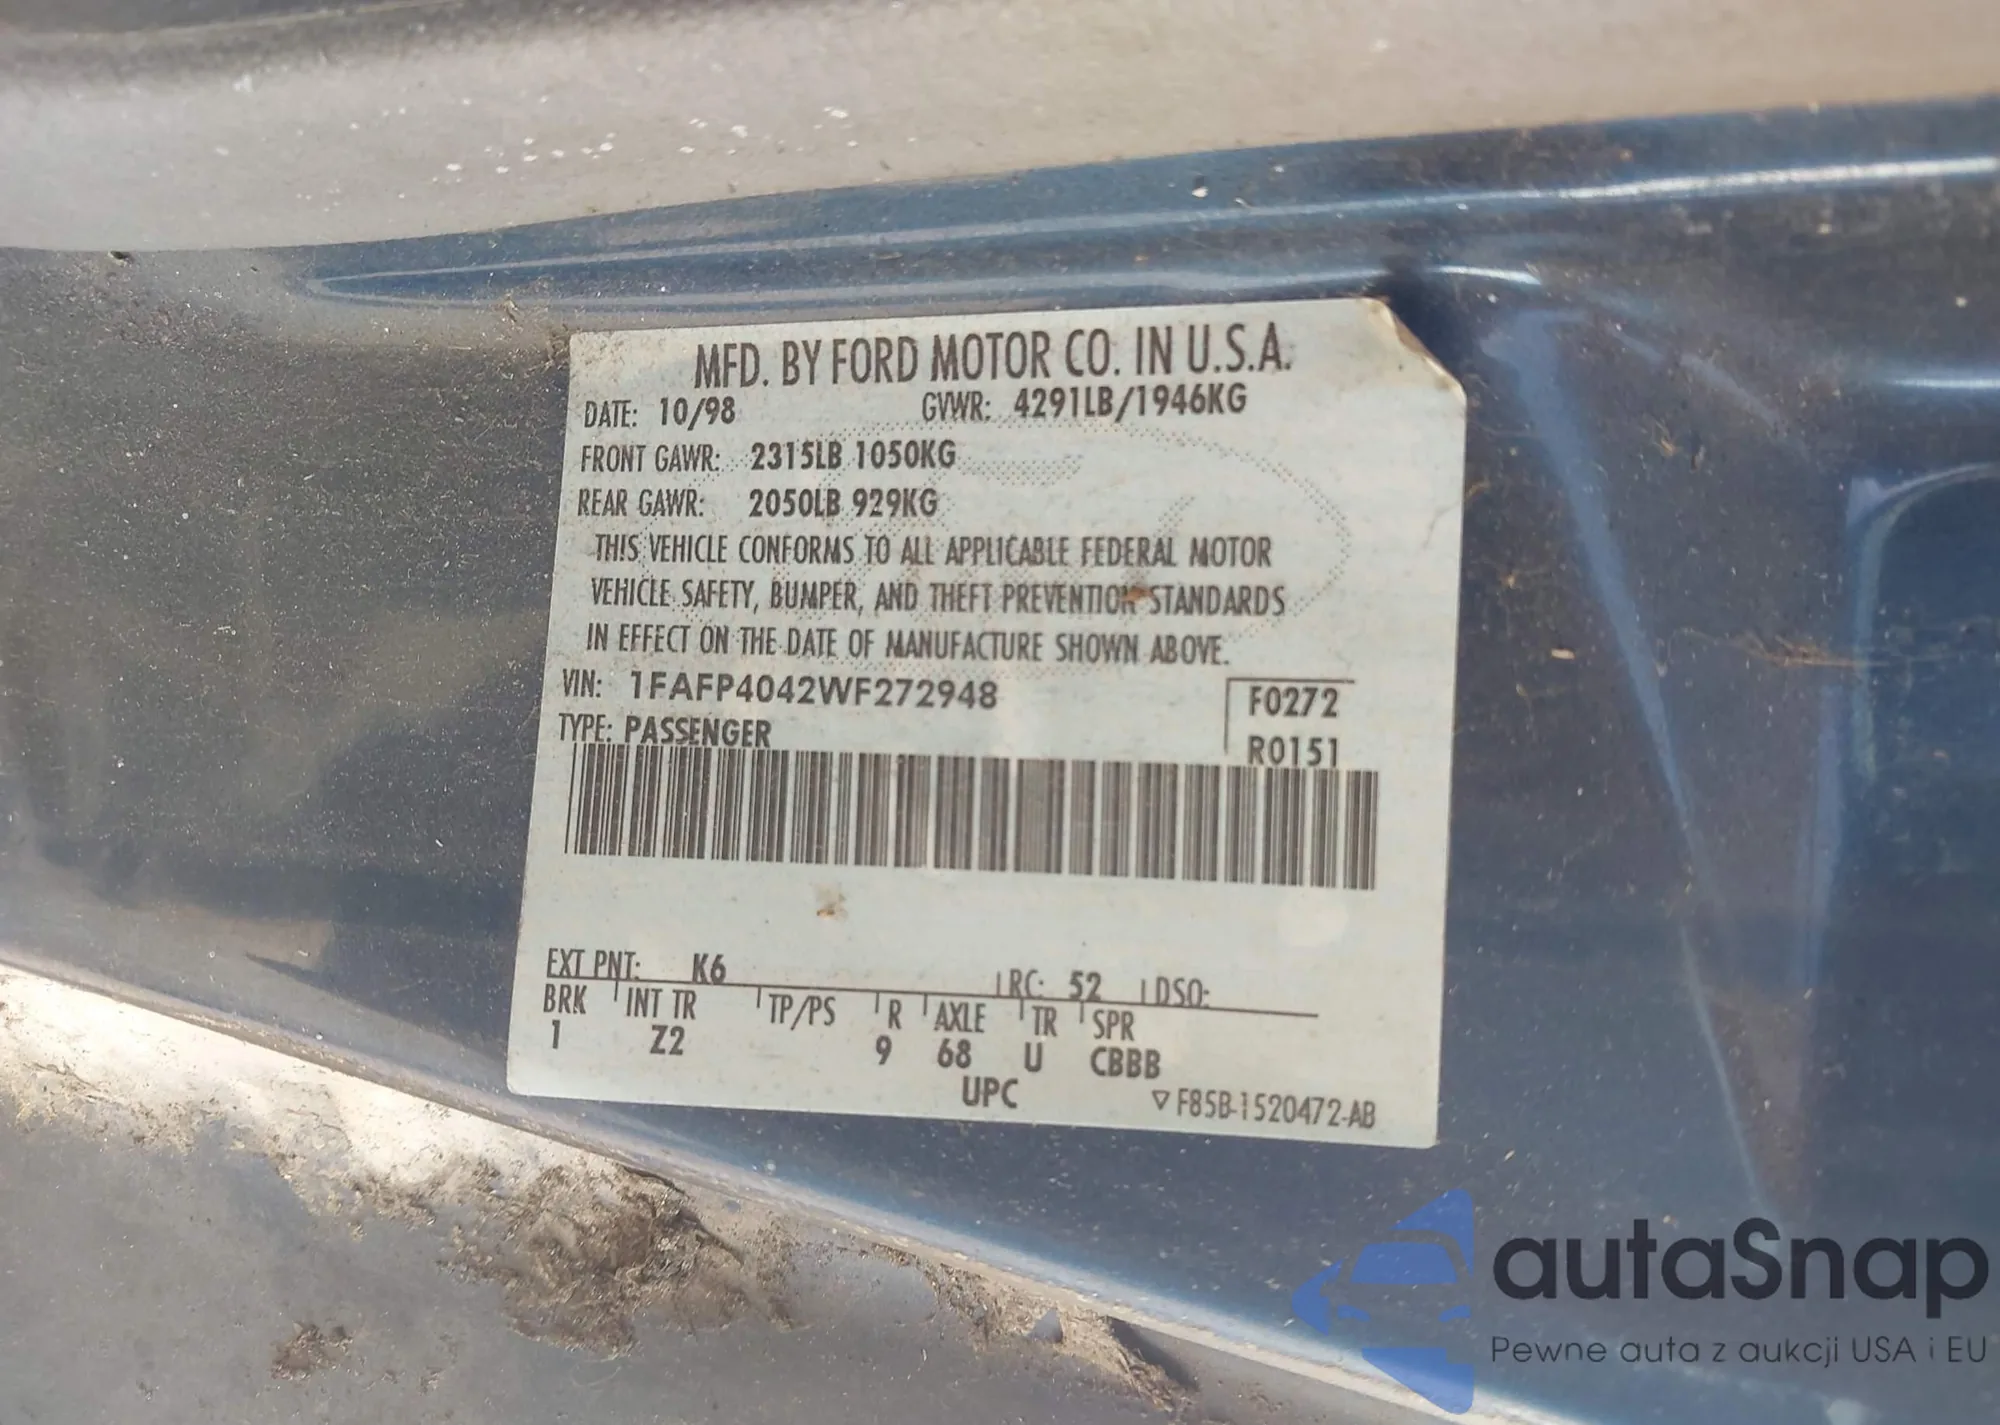 MFD. BY FORD MOTOR CO. IN U.S.A.
DATE: 10/98 GVWR: 4291LB/1946KG
FRONT GAWR: 2315LB 1050KG
REAR GAWR: 2050LB 929KG
THIS VEHICLE CONFORMS TO ALL APPLICABLE FEDERAL MOTOR
VEHICLE SAFETY, BUMPER, AND THEFT PREVENTION STANDARDS
IN EFFECT ON THE DATE OF MANUFACTURE SHOWN ABOVE.
VIN: 1FAFP4042WF272948 F0272
TYPE: PASSENGER R0151
EXT PNT: K6 RC: 52 DSO:
BRK INT TR TP/PS R AXLE TR SPR
1 Z2 9 68 U CBBB
UPC ▽ F85B-1520472-AB
autaSnap
Pewne auta z aukcji USA i EU